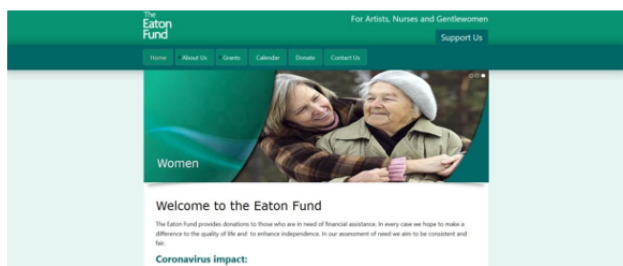 The
Eaton
Fund
For Artists, Nurses and Gentlewomen
Support Us
Home About Us Grants Calendar Donate Contact Us
Women
Welcome to the Eaton Fund
The Eaton Fund provides donations to those who are in need of financial assistance. In every case we hope to make a
difference to the quality of life and to enhance independence. In our assessment of need we aim to be consistent and
fair.
Coronavirus impact: